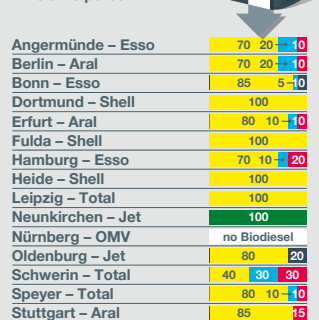 Angermünde – Esso 70 20 10
Berlin – Aral 70 20 10
Bonn – Esso 85 5 10
Dortmund – Shell 100
Erfurt – Aral 80 10 10
Fulda – Shell 100
Hamburg – Esso 70 10 20
Heide – Shell 100
Leipzig – Total 100
Neunkirchen – Jet 100
Nürnberg – OMV no Biodiesel
Oldenburg – Jet 80 20
Schwerin – Total 40 30 30
Speyer – Total 80 10 10
Stuttgart – Aral 85 15